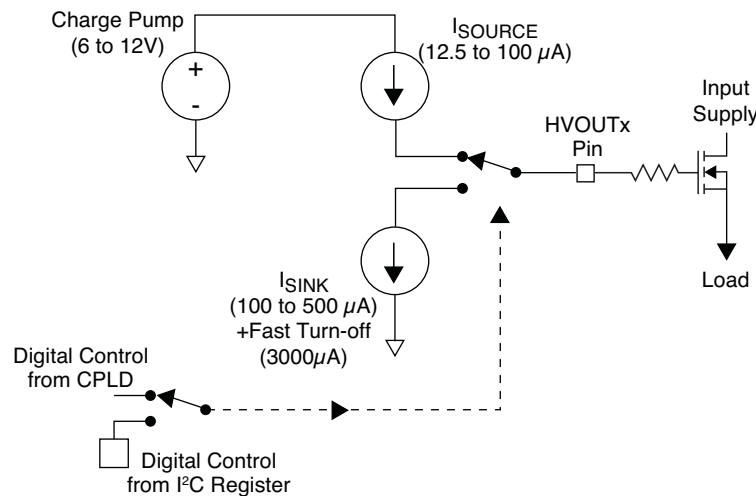 Charge Pump
(6 to 12V)
+
-
ISOURCE
(12.5 to 100 µA)
Input
Supply
HVOUTx
Pin
Load
ISINK
(100 to 500 µA)
+Fast Turn-off
(3000µA)
Digital Control
from CPLD
Digital Control
from I²C Register